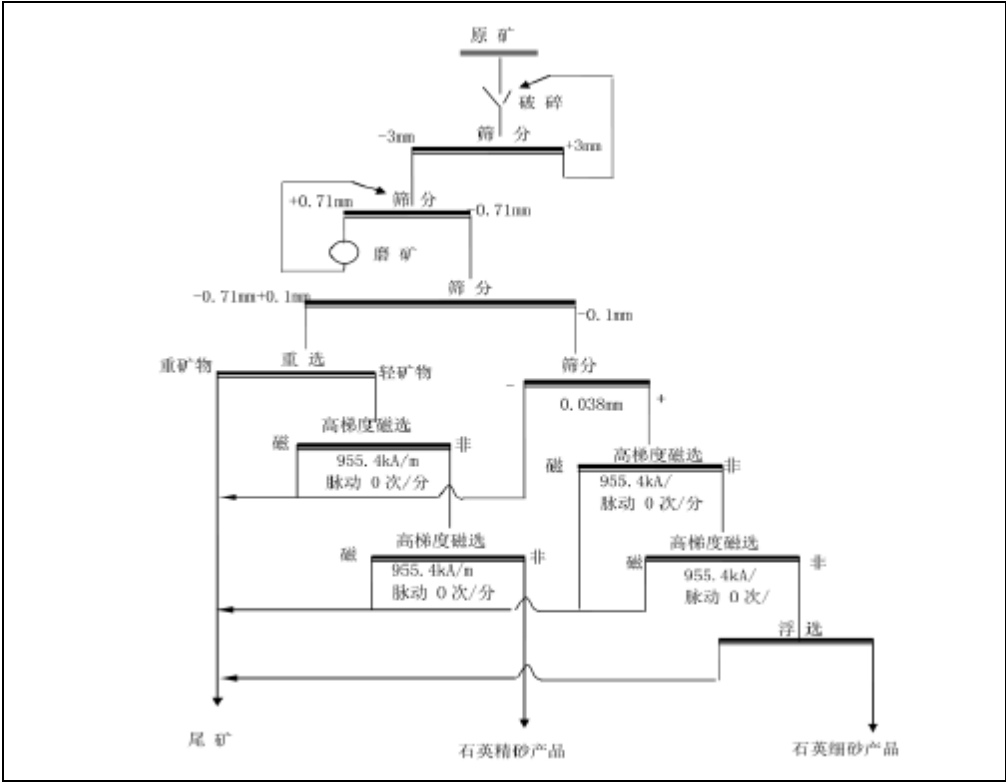 原 矿
破 碎
筛 分
-3mm
+3mm
筛 分
+0.71mm
-0.71mm
磨 矿
筛 分
-0.71mm+0.1mm
-0.1mm
重 选
重矿物
轻矿物
筛分
-
+
0.038mm
高梯度磁选
磁
非
955.4kA/m
脉动 0 次/分
高梯度磁选
磁
非
955.4kA/
脉动 0 次/分
高梯度磁选
磁
非
955.4kA/m
脉动 0 次/分
高梯度磁选
磁
非
955.4kA/
脉动 0 次/
浮 选
尾 矿
石英精砂产品
石英细砂产品